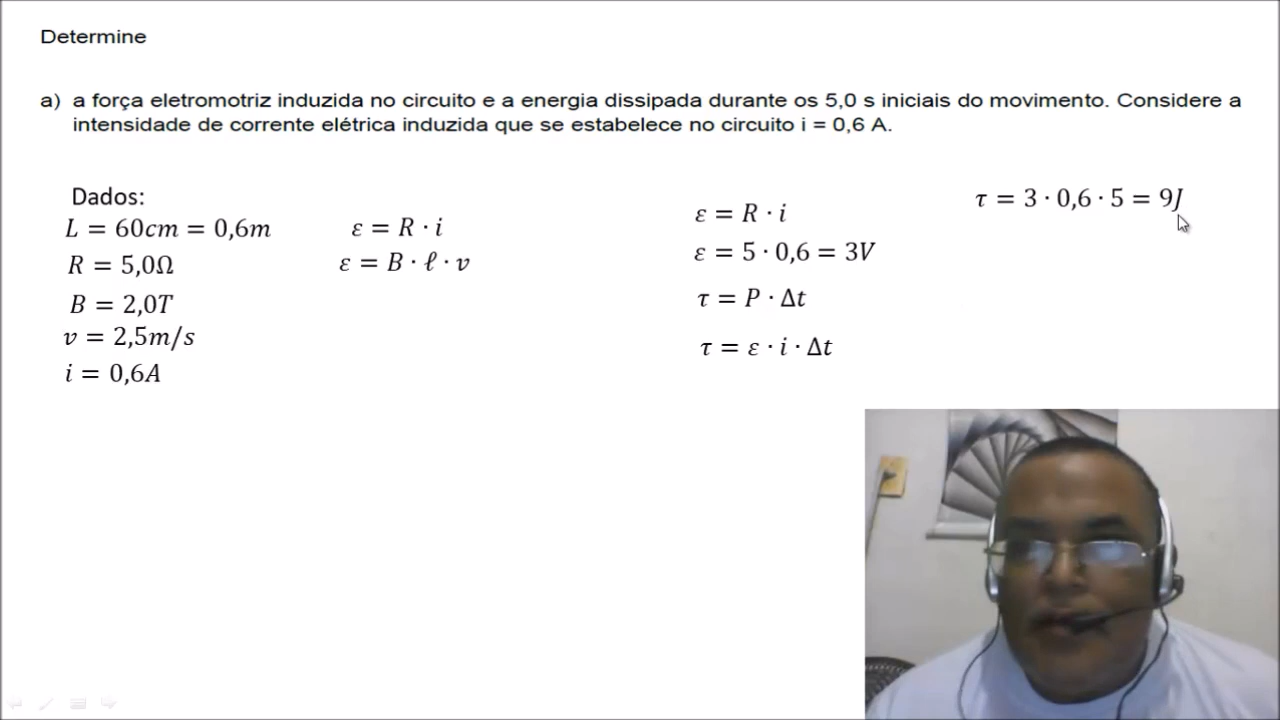 Determine
a) a força eletromotriz induzida no circuito e a energia dissipada durante os 5,0 s iniciais do movimento. Considere a
intensidade de corrente elétrica induzida que se estabelece no circuito i = 0,6 A.
Dados:
L = 60cm = 0,6m
R = 5,0Ω
B = 2,0T
v = 2,5m/s
i = 0,6A
ε = R · i
ε = B · ℓ · v
ε = R · i
ε = 5 · 0,6 = 3V
τ = P · Δt
τ = ε · i · Δt
τ = 3 · 0,6 · 5 = 9J